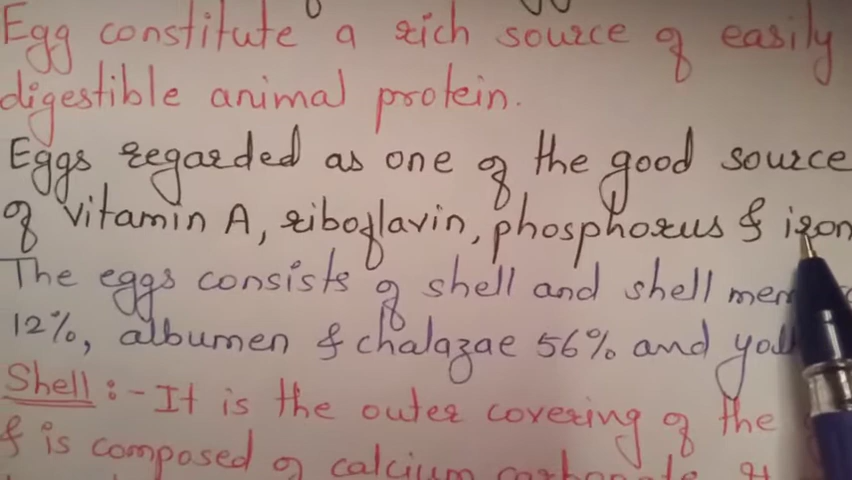 Egg constitute a rich source of easily
digestible animal protein.
Eggs regarded as one of the good source
of vitamin A, riboflavin, phosphorus & iron
The eggs consists of shell and shell
12%, albumen & chalazae 56% and
Shell :- It is the outer covering of the
& is composed of calcium carbonate